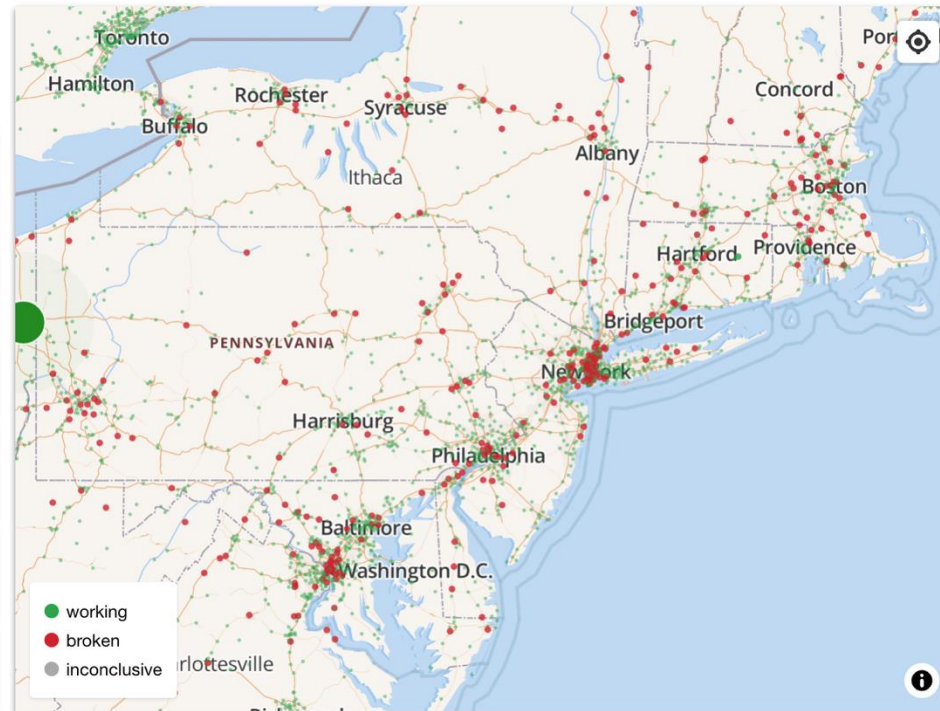 Toronto
Hamilton
Buffalo
Rochester
Syracuse
Ithaca
Albany
Concord
Boston
Hartford
Providence
Bridgeport
New York
PENNSYLVANIA
Harrisburg
Philadelphia
Baltimore
Washington D.C.
working
broken
inconclusive